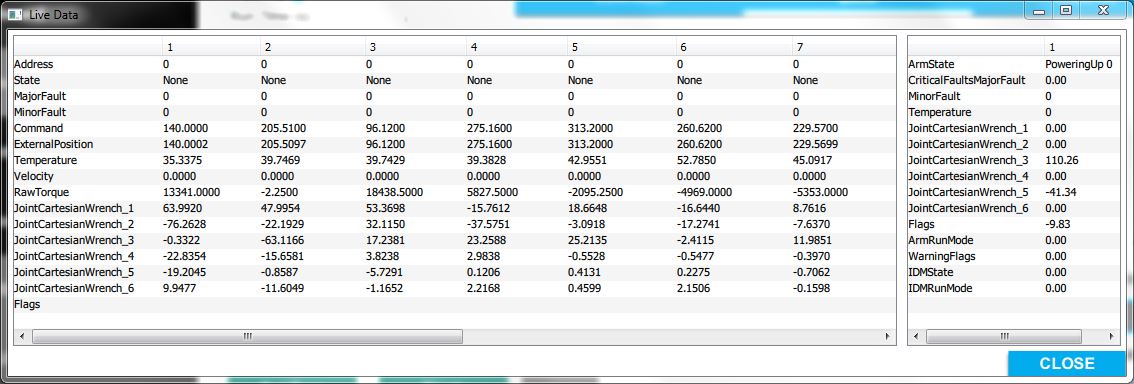 Live Data
1 2 3 4 5 6 7
Address 0 0 0 0 0 0 0
State None None None None None None None
MajorFault 0 0 0 0 0 0 0
MinorFault 0 0 0 0 0 0 0
Command 140.0000 205.5100 96.1200 275.1600 313.2000 260.6200 229.5700
ExternalPosition 140.0002 205.5097 96.1200 275.1600 313.2000 260.6200 229.5699
Temperature 35.3375 39.7469 39.7429 39.3828 42.9551 52.7850 45.0917
Velocity 0.0000 0.0000 0.0000 0.0000 0.0000 0.0000 0.0000
RawTorque 13341.0000 -2.2500 18438.5000 5827.5000 -2095.2500 -4969.0000 -5353.0000
JointCartesianWrench_1 63.9920 47.9954 53.3698 -15.7612 18.6648 -16.6440 8.7616
JointCartesianWrench_2 -76.2628 -22.1929 32.1150 -37.5751 -3.0918 -17.2741 -7.6370
JointCartesianWrench_3 -0.3322 -63.1166 17.2381 23.2588 25.2135 -2.4115 11.9851
JointCartesianWrench_4 -22.8354 -15.6581 3.8238 2.9838 -0.5528 -0.5477 -0.3970
JointCartesianWrench_5 -19.2045 -0.8587 -5.7291 0.1206 0.4131 0.2275 -0.7062
JointCartesianWrench_6 9.9477 -11.6049 -1.1652 2.2168 0.4599 2.1506 -0.1598
Flags
1
ArmState PoweringUp 0
CriticalFaultsMajorFault 0.00
MinorFault 0
Temperature 0
JointCartesianWrench_1 0.00
JointCartesianWrench_2 0.00
JointCartesianWrench_3 110.26
JointCartesianWrench_4 0.00
JointCartesianWrench_5 -41.34
JointCartesianWrench_6 0.00
Flags -9.83
ArmRunMode 0.00
WarningFlags 0.00
IDMState 0.00
IDMRunMode 0.00
CLOSE